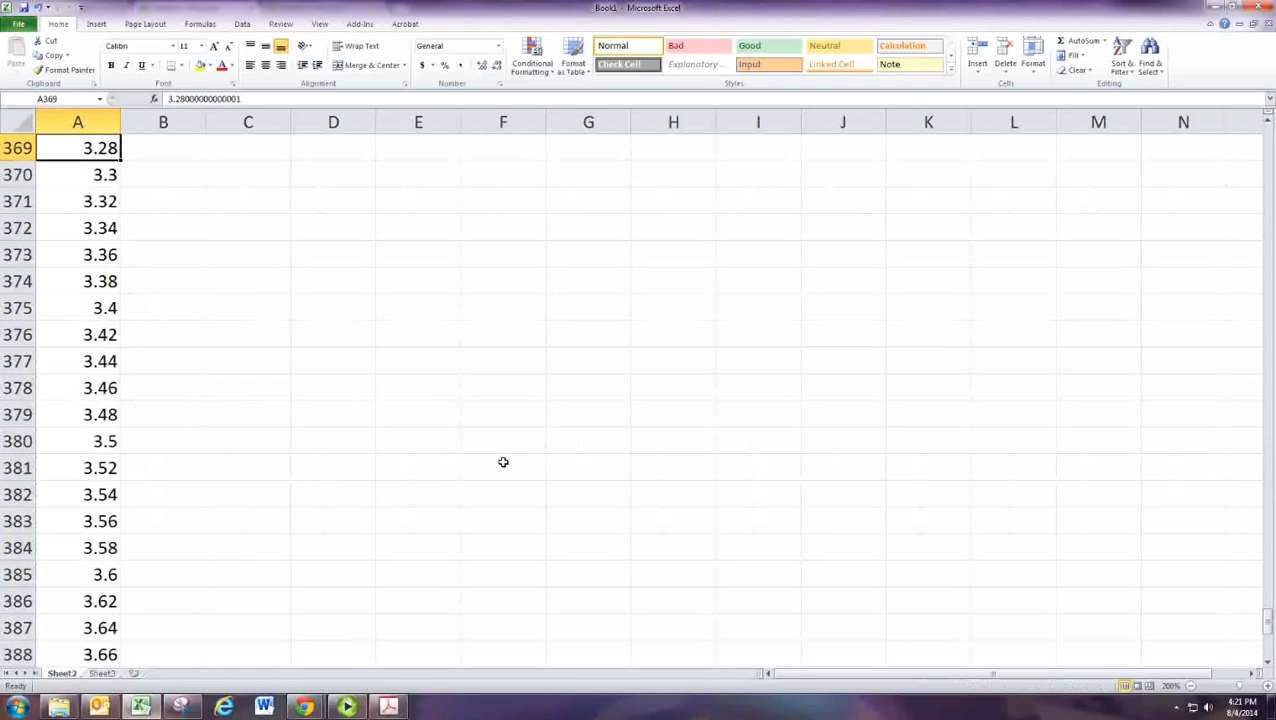 Book1 - Microsoft Excel
File Home Insert Page Layout Formulas Data Review View Add-Ins Acrobat
Paste
Cut
Copy
Format Painter
Clipboard
Calibri 11
B I U
Font
Wrap Text
Merge & Center
Alignment
General
$ % ,
Number
Conditional Formatting
Format as Table
Normal Bad Good Neutral Calculation
Check Cell Explanatory ... Input Linked Cell Note
Styles
Insert Delete Format
Cells
AutoSum
Fill
Clear
Sort & Filter
Find & Select
Editing
A369 fx 3.28000000000001
A B C D E F G H I J K L M N
369 3.28
370 3.3
371 3.32
372 3.34
373 3.36
374 3.38
375 3.4
376 3.42
377 3.44
378 3.46
379 3.48
380 3.5
381 3.52
382 3.54
383 3.56
384 3.58
385 3.6
386 3.62
387 3.64
388 3.66
Sheet2 Sheet3
Ready 200%
4:21 PM
8/4/2014